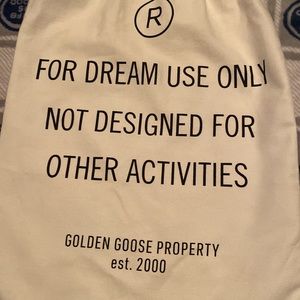 R
FOR DREAM USE ONLY
NOT DESIGNED FOR
OTHER ACTIVITIES
GOLDEN GOOSE PROPERTY
est. 2000